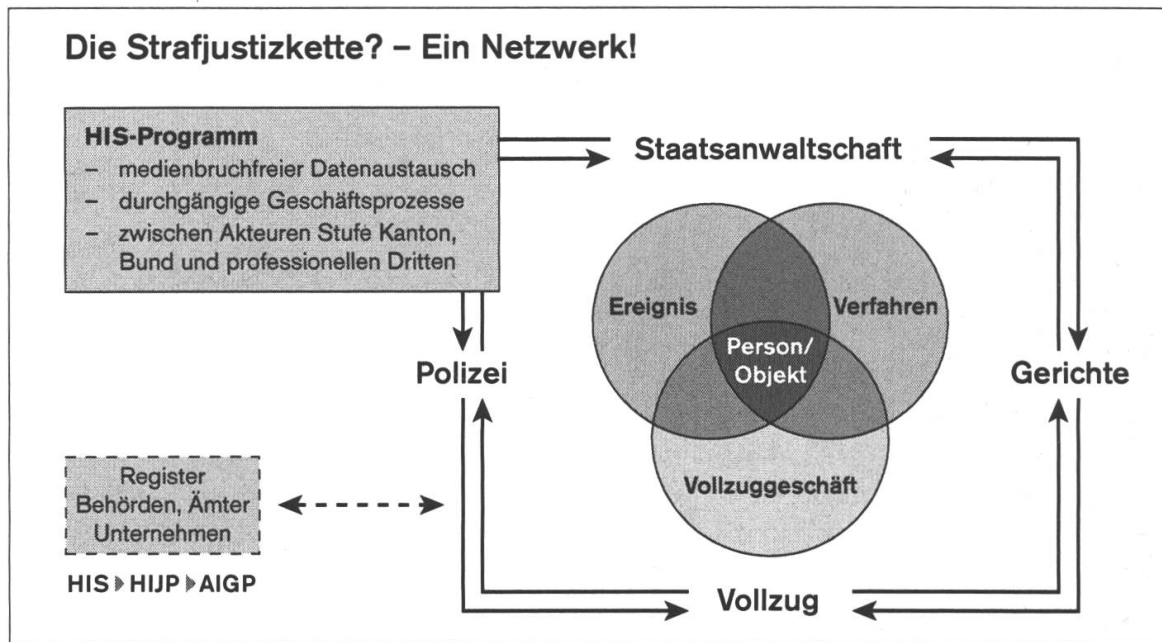 Die Strafjustizkette? – Ein Netzwerk!
HIS-Programm
– medienbruchfreier Datenaustausch
– durchgängige Geschäftsprozesse
– zwischen Akteuren Stufe Kanton,
Bund und professionellen Dritten
Staatsanwaltschaft
Ereignis
Verfahren
Person/
Objekt
Polizei
Gerichte
Vollzuggeschäft
Register
Behörden, Ämter
Unternehmen
HIS▶HIJP▶AIGP
Vollzug